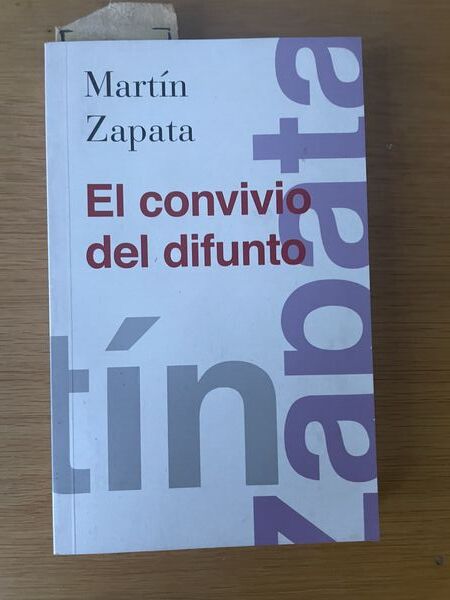 Martín
Zapata
El convivio
del difunto
tín
zapata